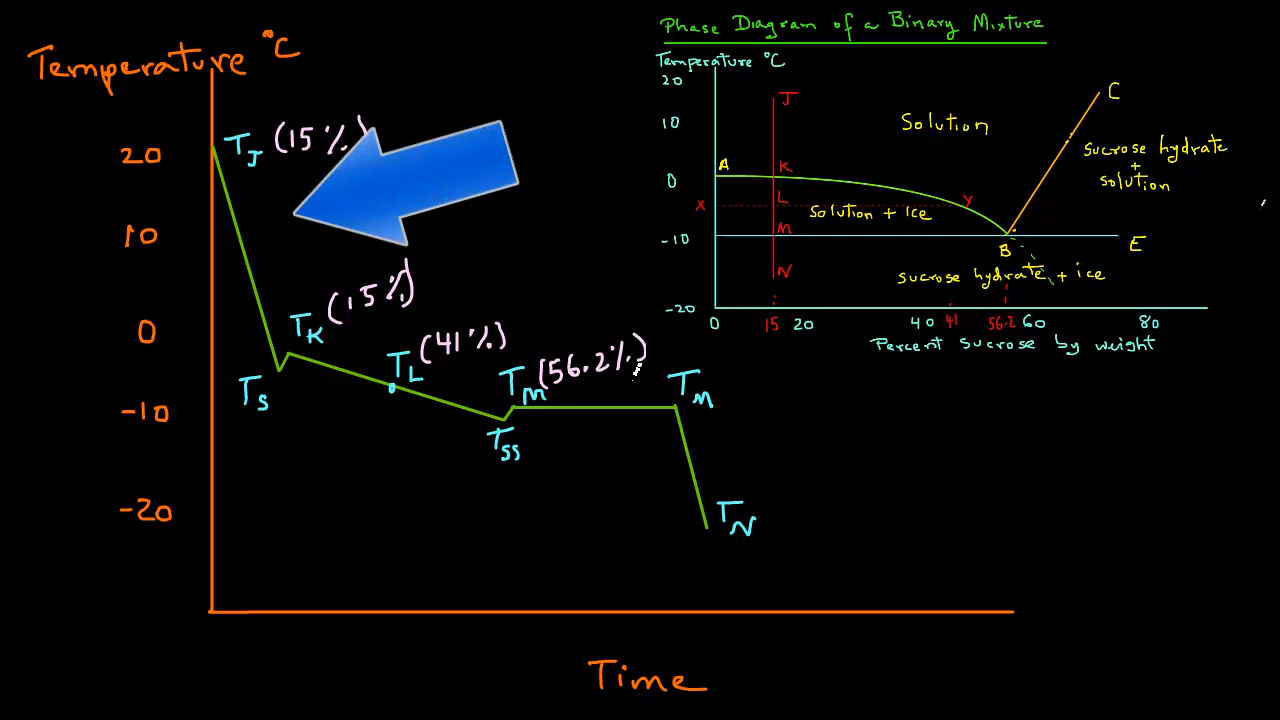 Temperature °C
20
10
0
-10
-20
T_J (15%)
T_K (15%)
T_S
T_L (41%)
T_M (56.2%)
T_SS
T_M
T_N
Time
Phase Diagram of a Binary Mixture
Temperature °C
20
10
0
-10
-20
X
A
J
K
L
M
N
Y
B
C
E
Solution
Solution + Ice
Sucrose hydrate
+
Solution
Sucrose hydrate + ice
0
15
20
40
41
56.2
60
80
Percent Sucrose by weight